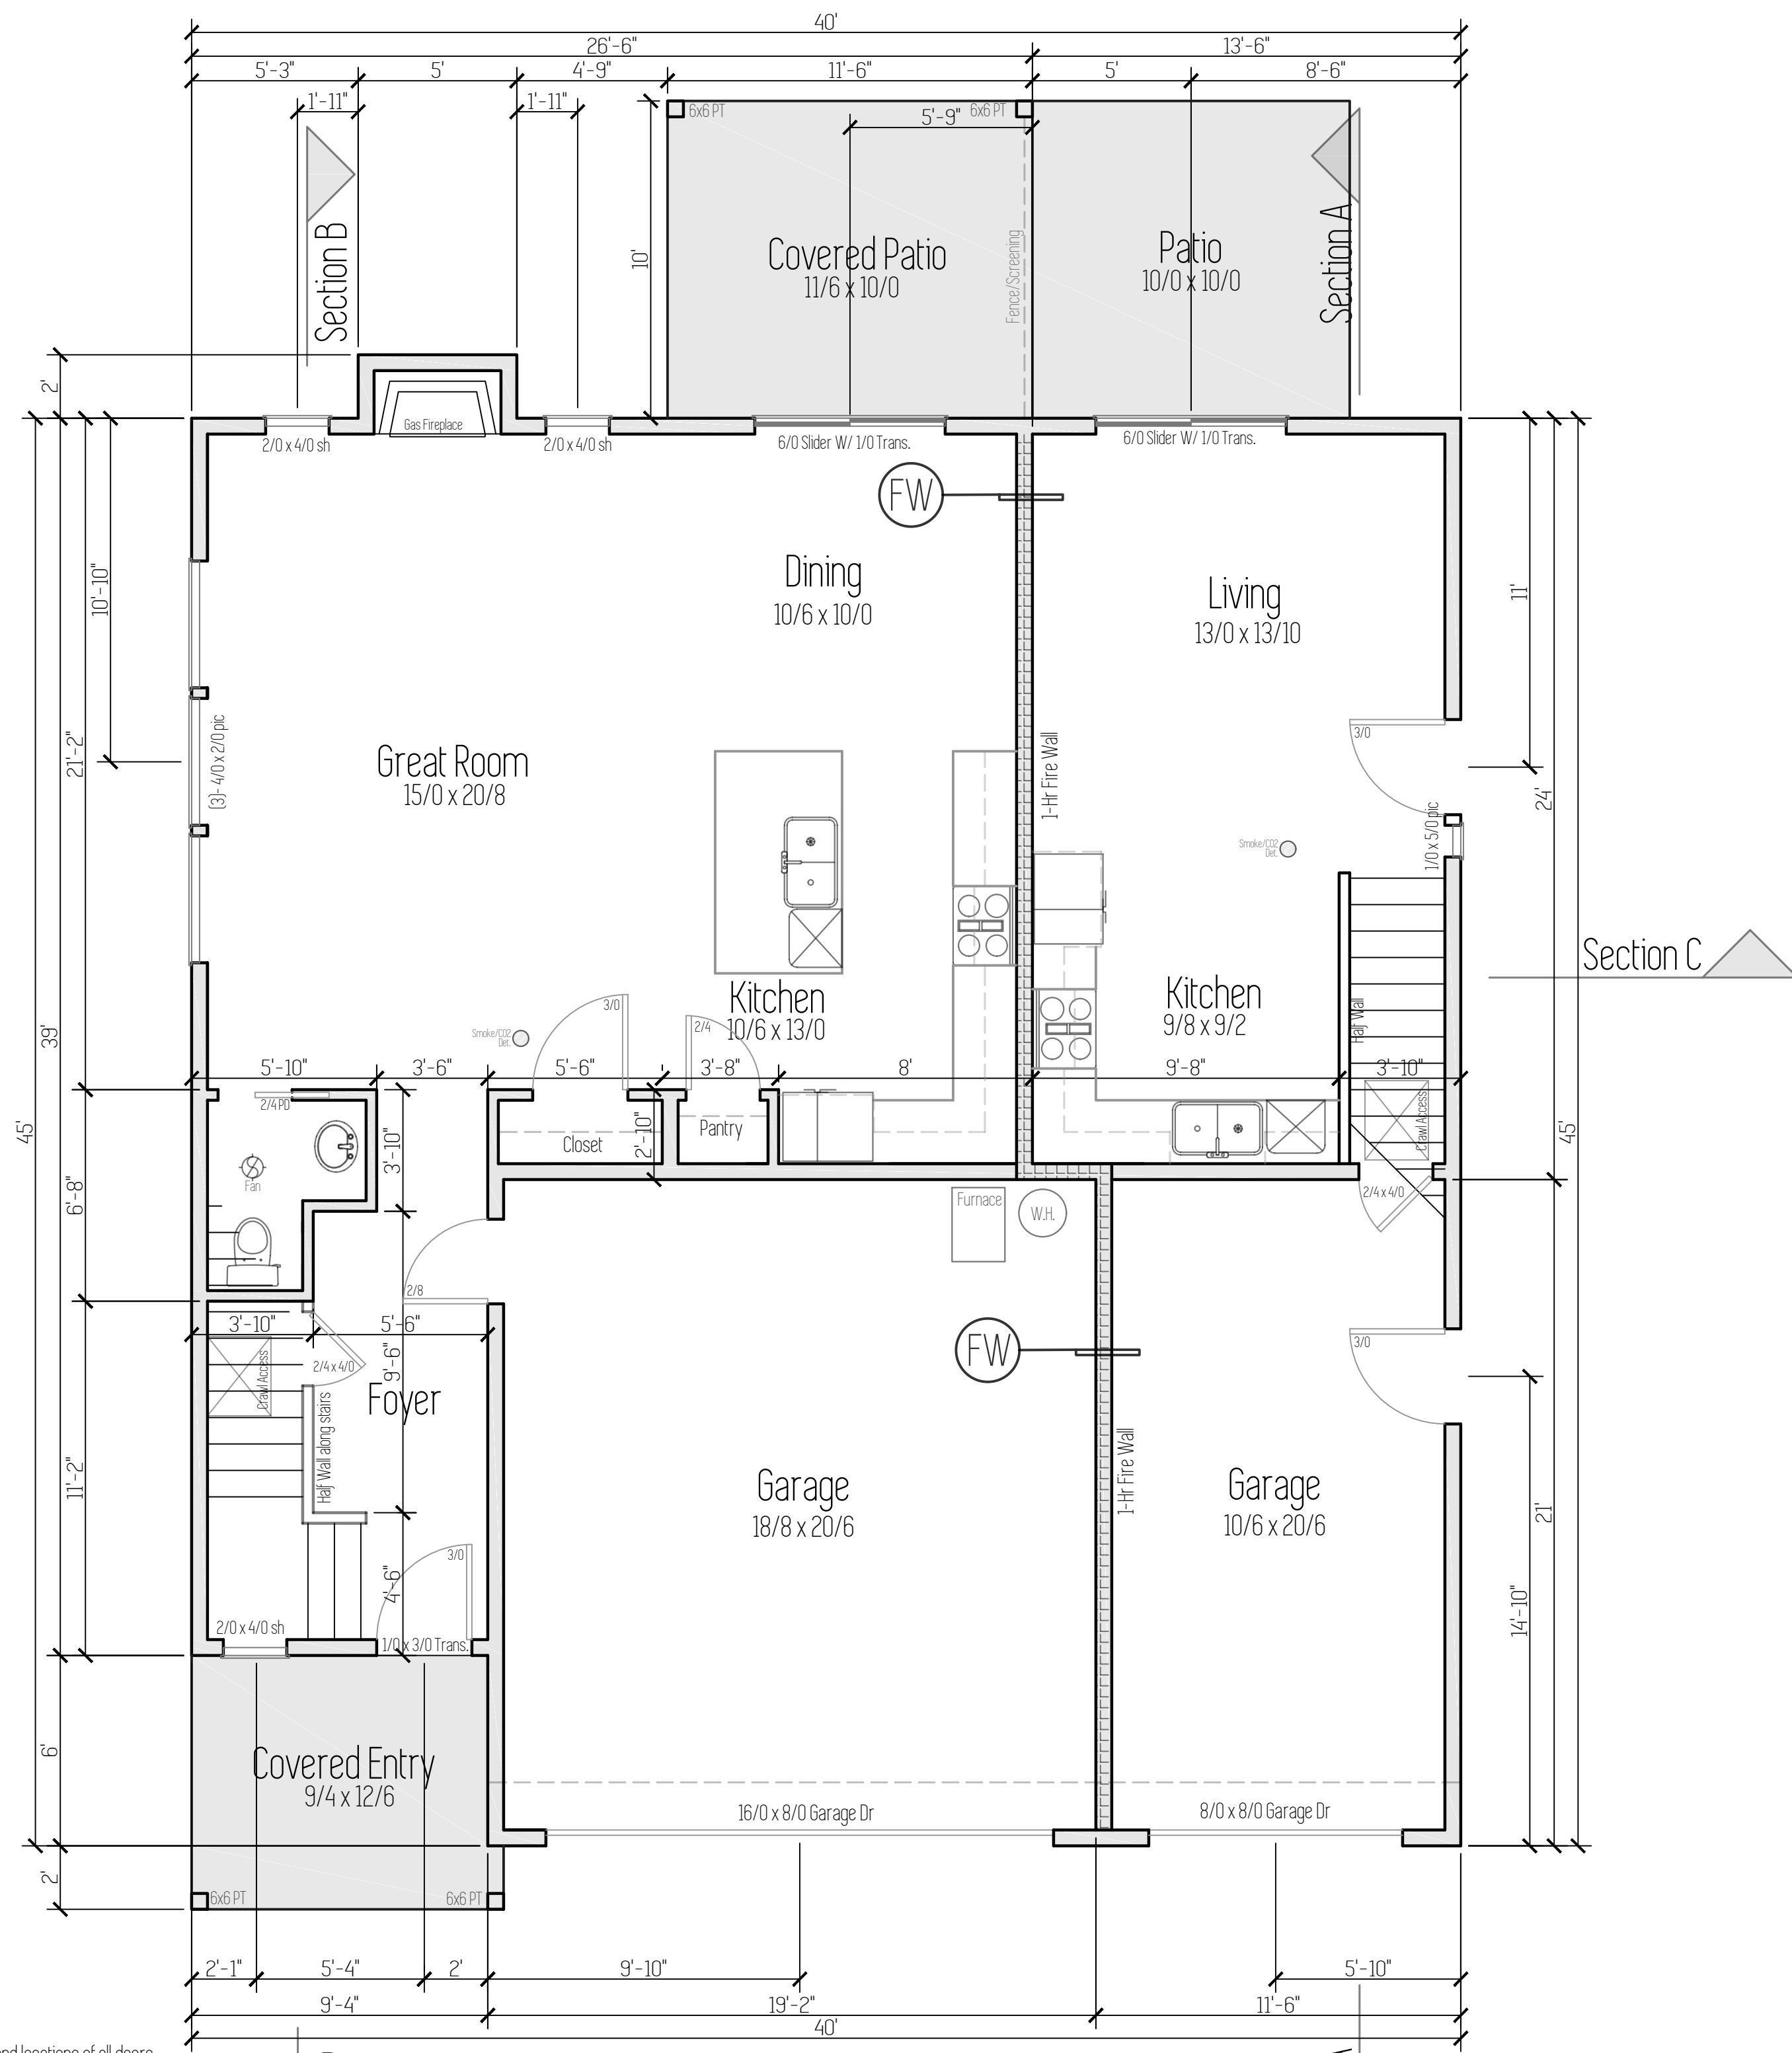 40'
26'-6"
13'-6"
5'-3"
5'
4'-9"
11'-6"
5'
8'-6"
1'-11"
1'-11"
6x6 PT
6x6 PT
5'-9"
Section B
10'
Covered Patio
11/6 x 10/0
Fence/Screening
Patio
10/0 x 10/0
Section A
2'
Gas Fireplace
2/0 x 4/0 sh
2/0 x 4/0 sh
6/0 Slider W/ 1/0 Trans.
6/0 Slider W/ 1/0 Trans.
FW
Dining
10/6 x 10/0
Living
13/0 x 13/10
10'-10"
11'
21'-2"
(3)- 4/0 x 2/0 pic
Great Room
15/0 x 20/8
1-Hr Fire Wall
3/0
24'
1/0 x 5/0 pic
Smoke/CO2
Det.
Section C
Kitchen
10/6 x 13/0
Kitchen
9/8 x 9/2
Half Wall
3/0
2/4
Smoke/CO2
Det.
39'
5'-10"
3'-6"
5'-6"
3'-8"
8'
9'-8"
3'-10"
2/4 PD
45'
3'-10"
Closet
2'-10"
Pantry
Crawl Access
45'
Fan
6'-8"
Furnace
W.H.
2/4 x 4/0
2/8
3'-10"
5'-6"
FW
3/0
9'-6"
2/4 x 4/0
Crawl Access
Foyer
Half Wall along stairs
11'-2"
1-Hr Fire Wall
Garage
18/8 x 20/6
Garage
10/6 x 20/6
21'
3/0
4'-6"
14'-10"
2/0 x 4/0 sh
1/0 x 3/0 Trans.
6'
Covered Entry
9/4 x 12/6
16/0 x 8/0 Garage Dr
8/0 x 8/0 Garage Dr
2'
6x6 PT
6x6 PT
2'-1"
5'-4"
2'
9'-10"
5'-10"
9'-4"
19'-2"
11'-6"
40'